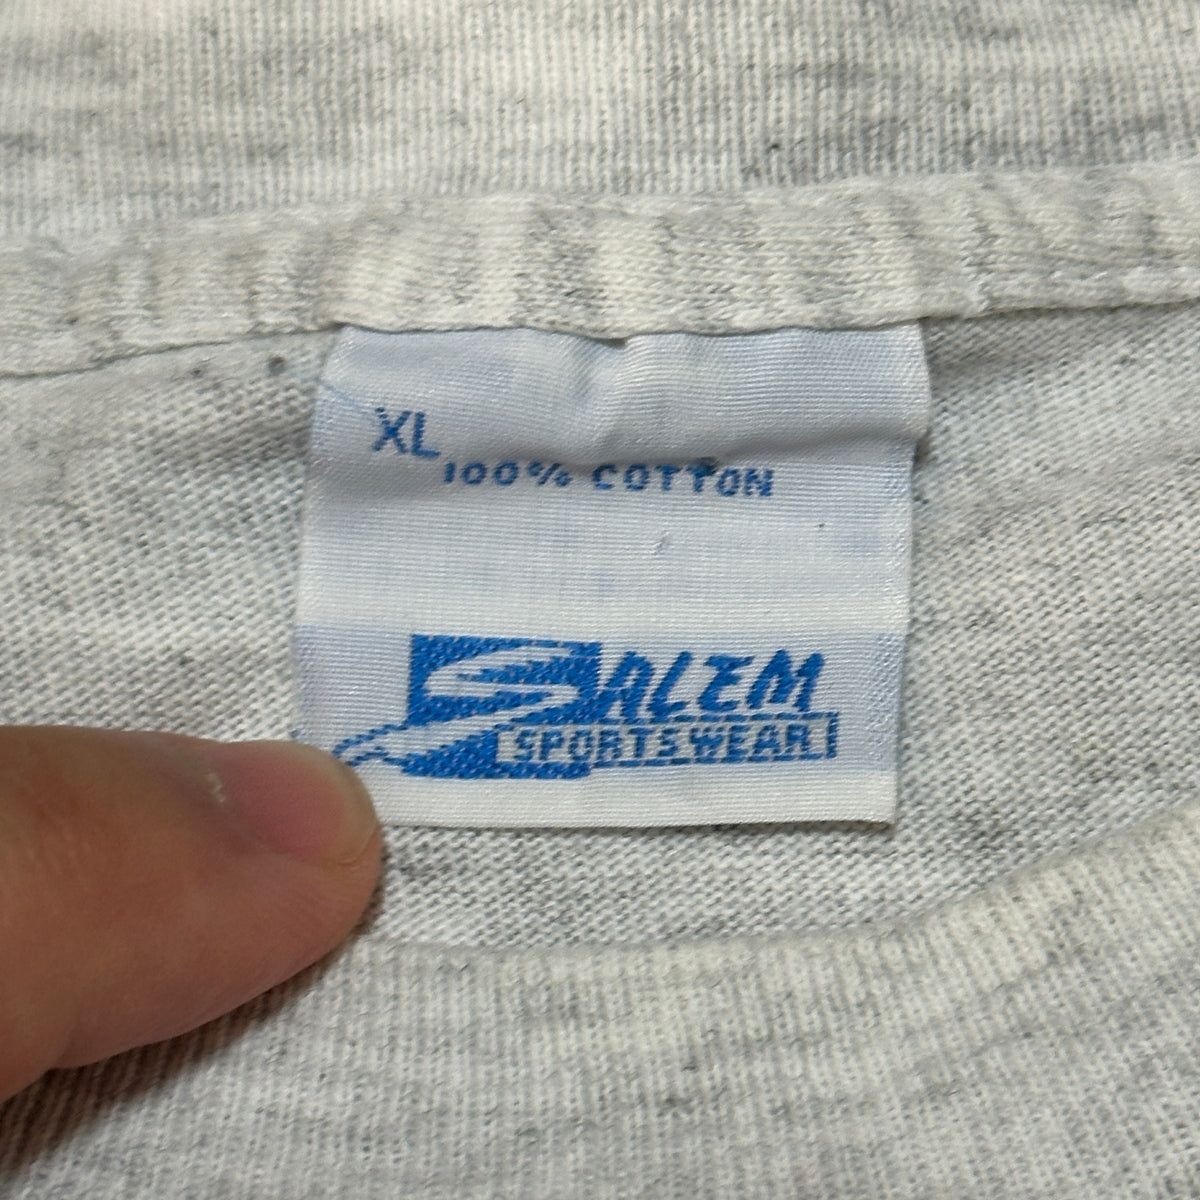 XL
100% COTTON
SALEM
SPORTSWEAR